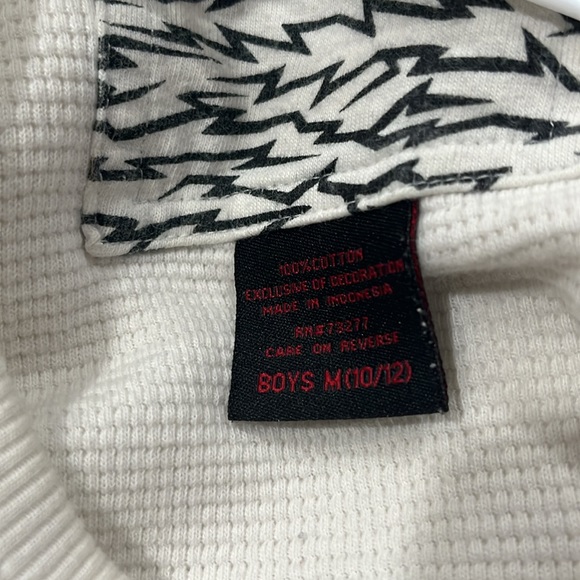 100% COTTON
EXCLUSIVE OF DECORATION
MADE IN INDONESIA
RN#73277
CARE ON REVERSE
BOYS M(10/12)